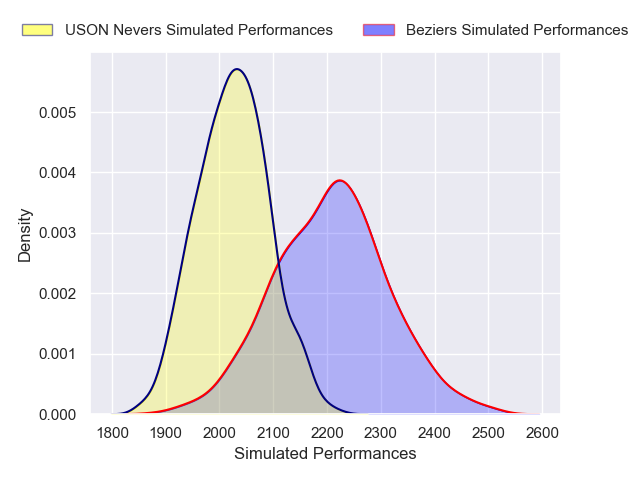 USON Nevers Simulated Performances
Beziers Simulated Performances
0.005
0.004
0.003
0.002
0.001
0.000
Density
1800 1900 2000 2100 2200 2300 2400 2500 2600
Simulated Performances